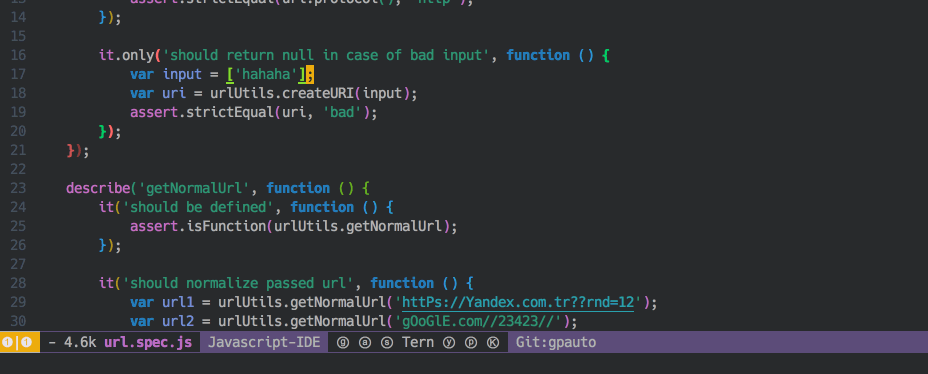 13 assert.strictEqual(url.protocol(), 'http');
14 });
15
16 it.only('should return null in case of bad input', function () {
17 var input = ['hahaha'];
18 var uri = urlUtils.createURI(input);
19 assert.strictEqual(uri, 'bad');
20 });
21 });
22
23 describe('getNormalUrl', function () {
24 it('should be defined', function () {
25 assert.isFunction(urlUtils.getNormalUrl);
26 });
27
28 it('should normalize passed url', function () {
29 var url1 = urlUtils.getNormalUrl('httPs://Yandex.com.tr??rnd=12');
30 var url2 = urlUtils.getNormalUrl('gOoGlE.com//23423//');
❶|❶ - 4.6k url.spec.js Javascript-IDE ⓖ ⓐ ⓢ Tern ⓨ ⓟ Ⓚ Git:gpauto